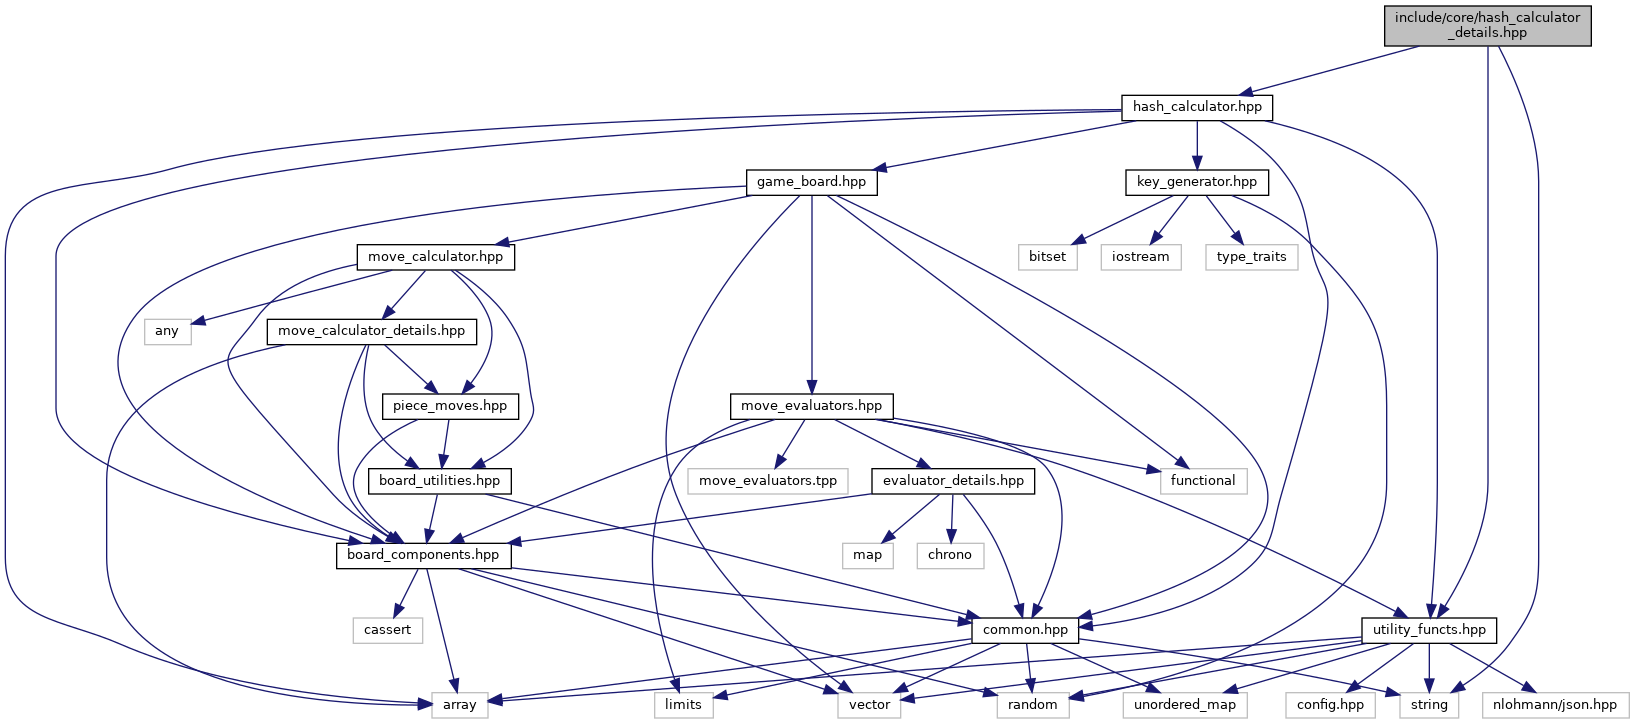 include/core/hash_calculator
_details.hpp
hash_calculator.hpp
game_board.hpp
key_generator.hpp
move_calculator.hpp
bitset
iostream
type_traits
any
move_calculator_details.hpp
piece_moves.hpp
move_evaluators.hpp
board_utilities.hpp
move_evaluators.tpp
evaluator_details.hpp
functional
board_components.hpp
map
chrono
cassert
common.hpp
utility_functs.hpp
array
limits
vector
random
unordered_map
config.hpp
string
nlohmann/json.hpp